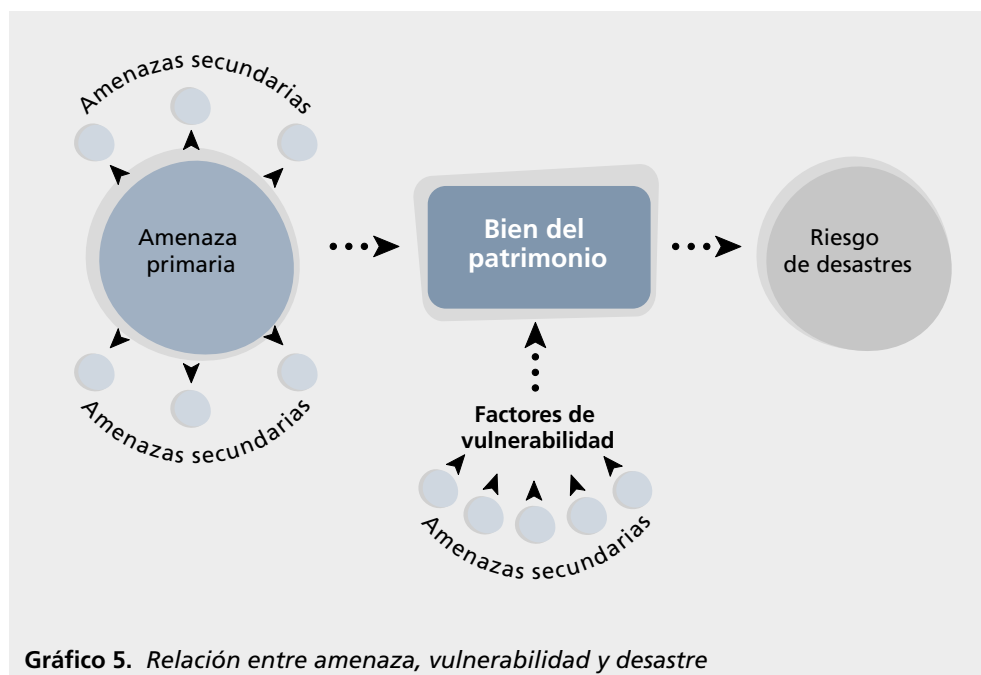 Amenazas secundarias
Amenaza
primaria
Amenazas secundarias
Bien del
patrimonio
Riesgo
de desastres
Factores de
vulnerabilidad
Amenazas secundarias
Gráfico 5. Relación entre amenaza, vulnerabilidad y desastre